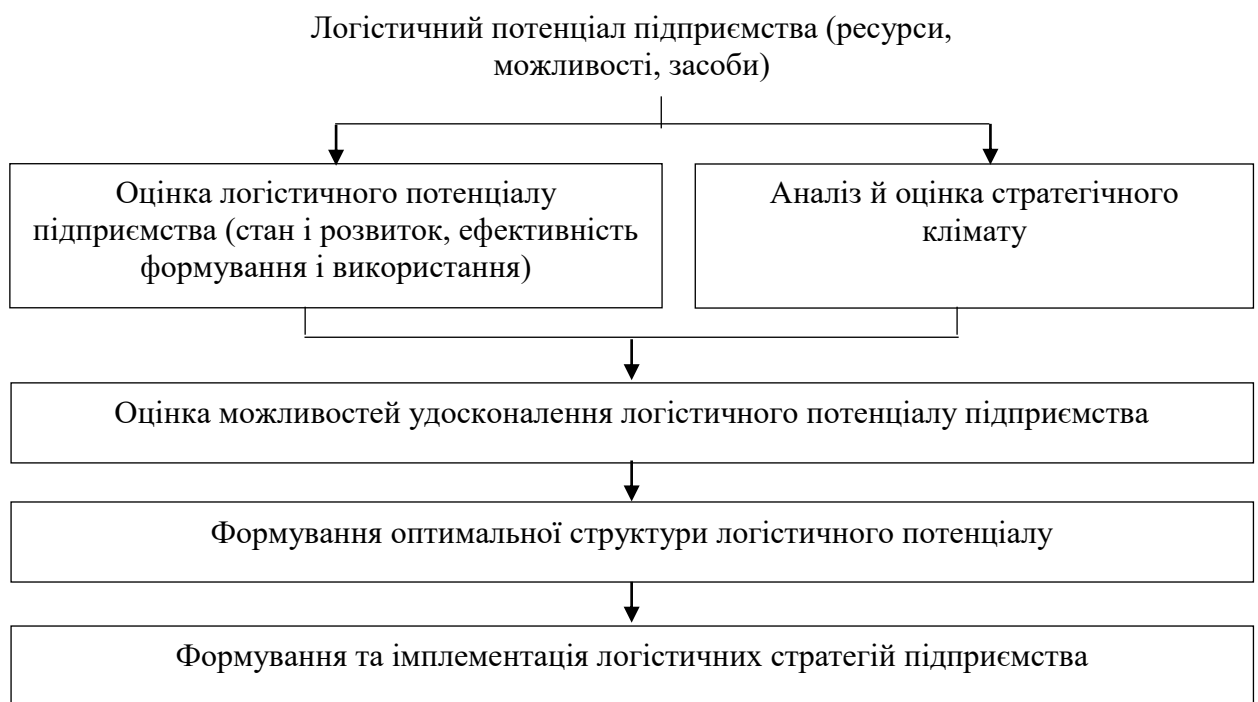 Логістичний потенціал підприємства (ресурси,
можливості, засоби)
Оцінка логістичного потенціалу
підприємства (стан і розвиток, ефективність
формування і використання)
Аналіз й оцінка стратегічного
клімату
Оцінка можливостей удосконалення логістичного потенціалу підприємства
Формування оптимальної структури логістичного потенціалу
Формування та імплементація логістичних стратегій підприємства